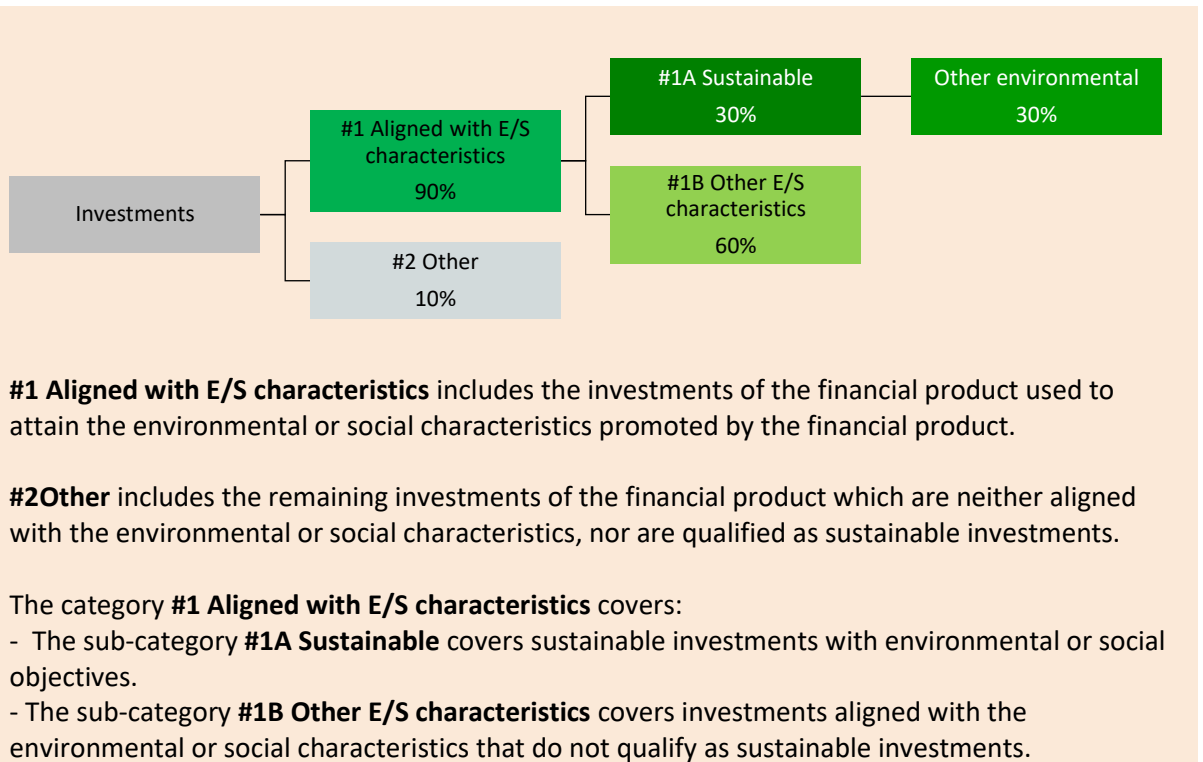 #1A Sustainable
30%
Other environmental
30%
#1 Aligned with E/S
characteristics
90%
#1B Other E/S
characteristics
60%
Investments
#2 Other
10%
#1 Aligned with E/S characteristics includes the investments of the financial product used to
attain the environmental or social characteristics promoted by the financial product.
#2Other includes the remaining investments of the financial product which are neither aligned
with the environmental or social characteristics, nor are qualified as sustainable investments.
The category #1 Aligned with E/S characteristics covers:
- The sub-category #1A Sustainable covers sustainable investments with environmental or social
objectives.
- The sub-category #1B Other E/S characteristics covers investments aligned with the
environmental or social characteristics that do not qualify as sustainable investments.